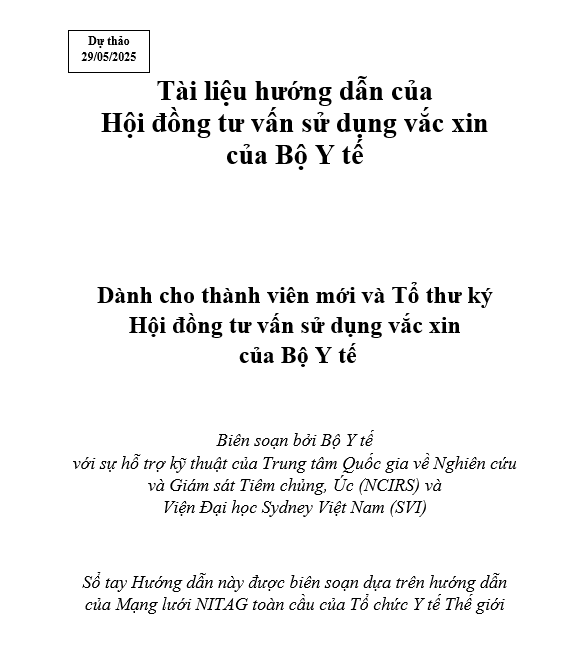 Dự thảo
29/05/2025
Tài liệu hướng dẫn của
Hội đồng tư vấn sử dụng vắc xin
của Bộ Y tế
Dành cho thành viên mới và Tổ thư ký
Hội đồng tư vấn sử dụng vắc xin
của Bộ Y tế
Biên soạn bởi Bộ Y tế
với sự hỗ trợ kỹ thuật của Trung tâm Quốc gia về Nghiên cứu
và Giám sát Tiêm chủng, Úc (NCIRS) và
Viện Đại học Sydney Việt Nam (SVI)
Sổ tay Hướng dẫn này được biên soạn dựa trên hướng dẫn
của Mạng lưới NITAG toàn cầu của Tổ chức Y tế Thế giới